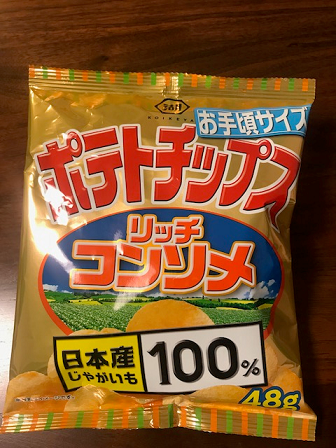 KOIKEYA
お手頃サイズ
ポテトチップス
リッチ
コンソメ
日本産
じゃがいも
100%
48g